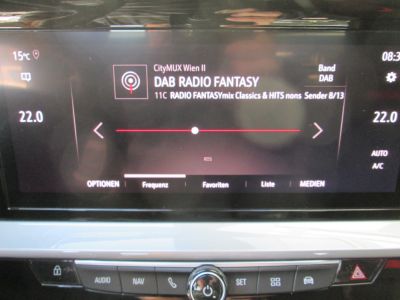 15°C
CityMUX Wien II
Band
08:3
DAB RADIO FANTASY
DAB
11C RADIO FANTASYmix Classics & HITS nons Sender 8/13
22.0
22.0
AUTO
A/C
OPTIONEN Frequenz Favoriten Liste MEDIEN
AUDIO NAV SET